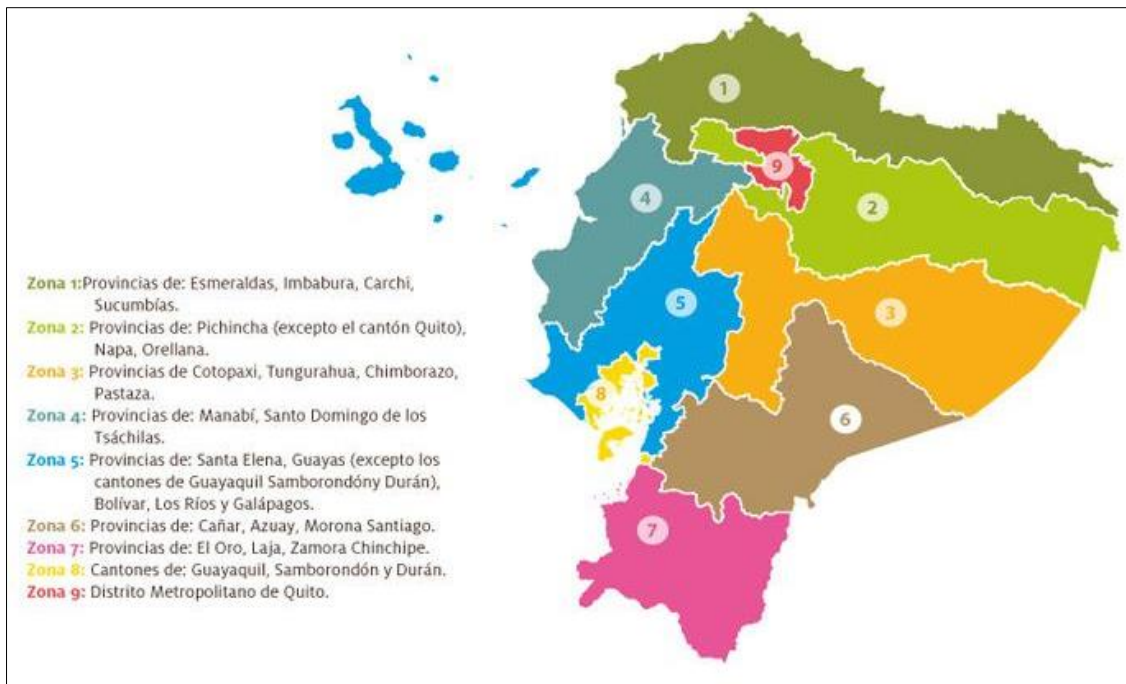 1
9
2
4
5
3
8
6
7
Zona 1:Provincias de: Esmeraldas, Imbabura, Carchi,
Sucumbías.
Zona 2: Provincias de: Pichincha (excepto el cantón Quito),
Napa, Orellana.
Zona 3: Provincias de Cotopaxi, Tungurahua, Chimborazo,
Pastaza.
Zona 4: Provincias de: Manabí, Santo Domingo de los
Tsáchilas.
Zona 5: Provincias de: Santa Elena, Guayas (excepto los
cantones de Guayaquil Samborondóny Durán),
Bolívar, Los Ríos y Galápagos.
Zona 6: Provincias de: Cañar, Azuay, Morona Santiago.
Zona 7: Provincias de: El Oro, Laja, Zamora Chinchipe.
Zona 8: Cantones de: Guayaquil, Samborondón y Durán.
Zona 9: Distrito Metropolitano de Quito.